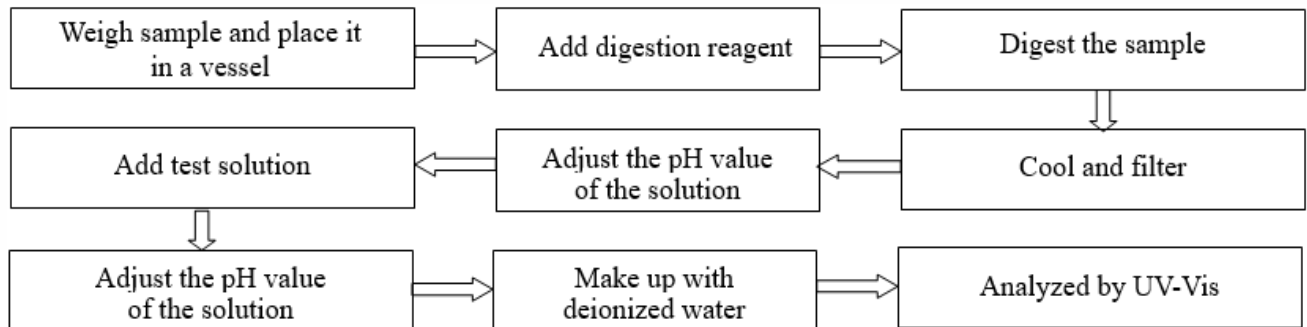 Weigh sample and place it
in a vessel
Add digestion reagent
Digest the sample
Cool and filter
Adjust the pH value
of the solution
Add test solution
Adjust the pH value
of the solution
Make up with
deionized water
Analyzed by UV-Vis